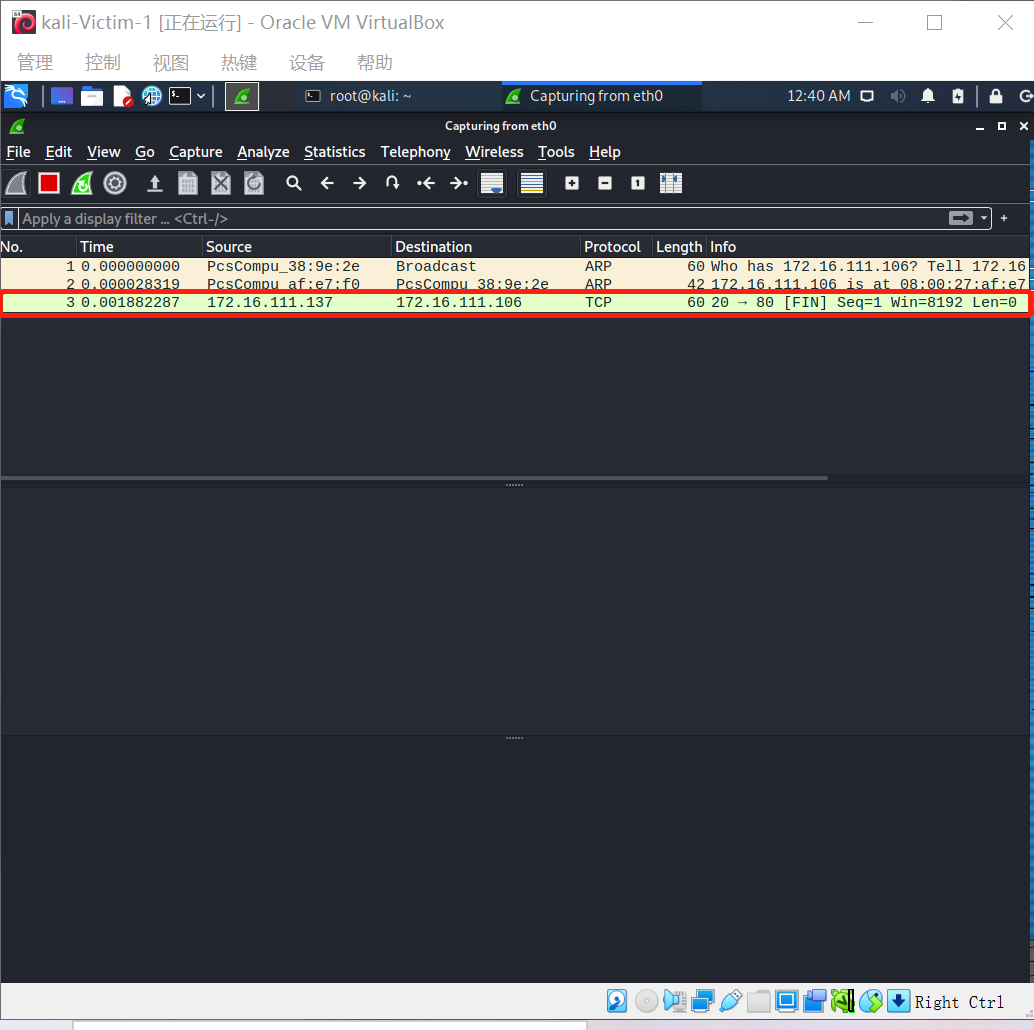 kali-Victim-1 [正在运行] - Oracle VM VirtualBox
管理 控制 视图 热键 设备 帮助
root@kali: ~ Capturing from eth0 12:40 AM
Capturing from eth0
File Edit View Go Capture Analyze Statistics Telephony Wireless Tools Help
Apply a display filter … <Ctrl-/>
No. Time Source Destination Protocol Length Info
1 0.000000000 PcsCompu_38:9e:2e Broadcast ARP 60 Who has 172.16.111.106? Tell 172.16
2 0.000028319 PcsCompu_af:e7:f0 PcsCompu_38:9e:2e ARP 42 172.16.111.106 is at 08:00:27:af:e7
3 0.001882287 172.16.111.137 172.16.111.106 TCP 60 20 → 80 [FIN] Seq=1 Win=8192 Len=0
Right Ctrl